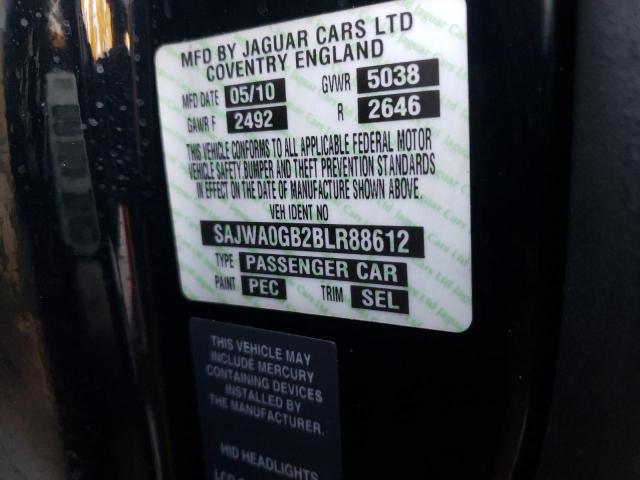 MFD BY JAGUAR CARS LTD
COVENTRY ENGLAND
MFD DATE 05/10 GVWR 5038
GAWR F 2492 R 2646
THIS VEHICLE CONFORMS TO ALL APPLICABLE FEDERAL MOTOR
VEHICLE SAFETY,BUMPER AND THEFT PREVENTION STANDARDS
IN EFFECT ON THE DATE OF MANUFACTURE SHOWN ABOVE.
VEH IDENT NO
SAJWA0GB2BLR88612
TYPE PASSENGER CAR
PAINT PEC TRIM SEL
THIS VEHICLE MAY
INCLUDE MERCURY
CONTAINING DEVICES
INSTALLED BY
THE MANUFACTURER:
HID HEADLIGHTS